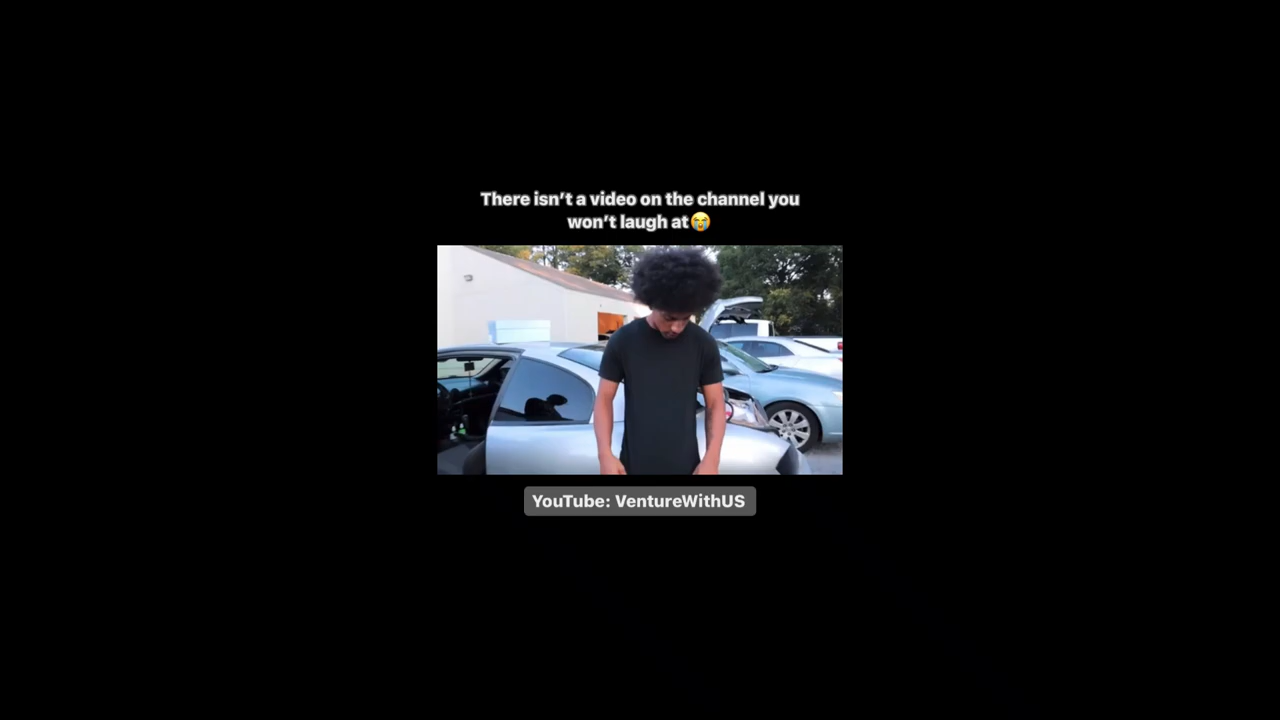 There isn’t a video on the channel you
won’t laugh at😭
YouTube: VentureWithUS